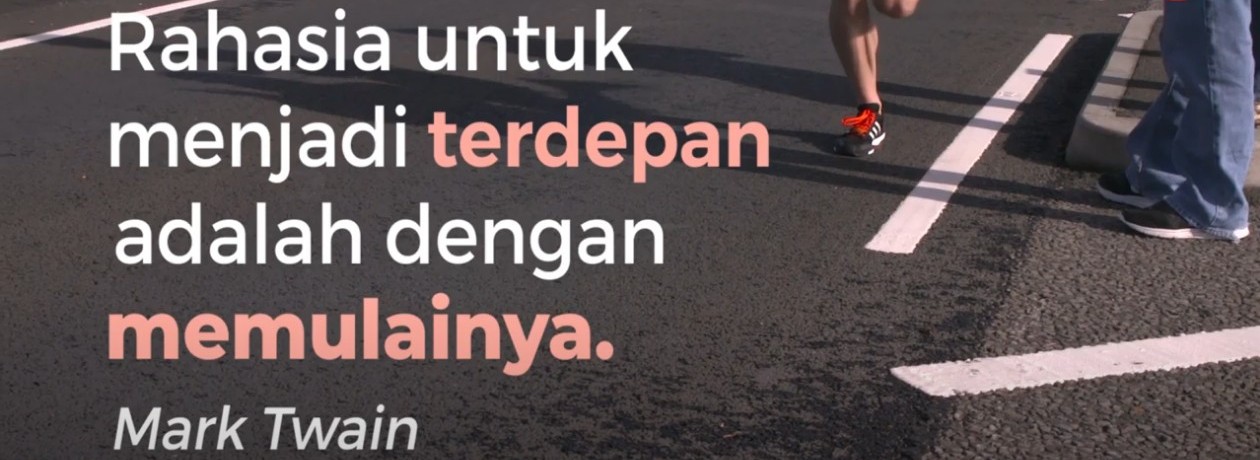 Rahasia untuk
menjadi terdepan
adalah dengan
memulainya.
Mark Twain